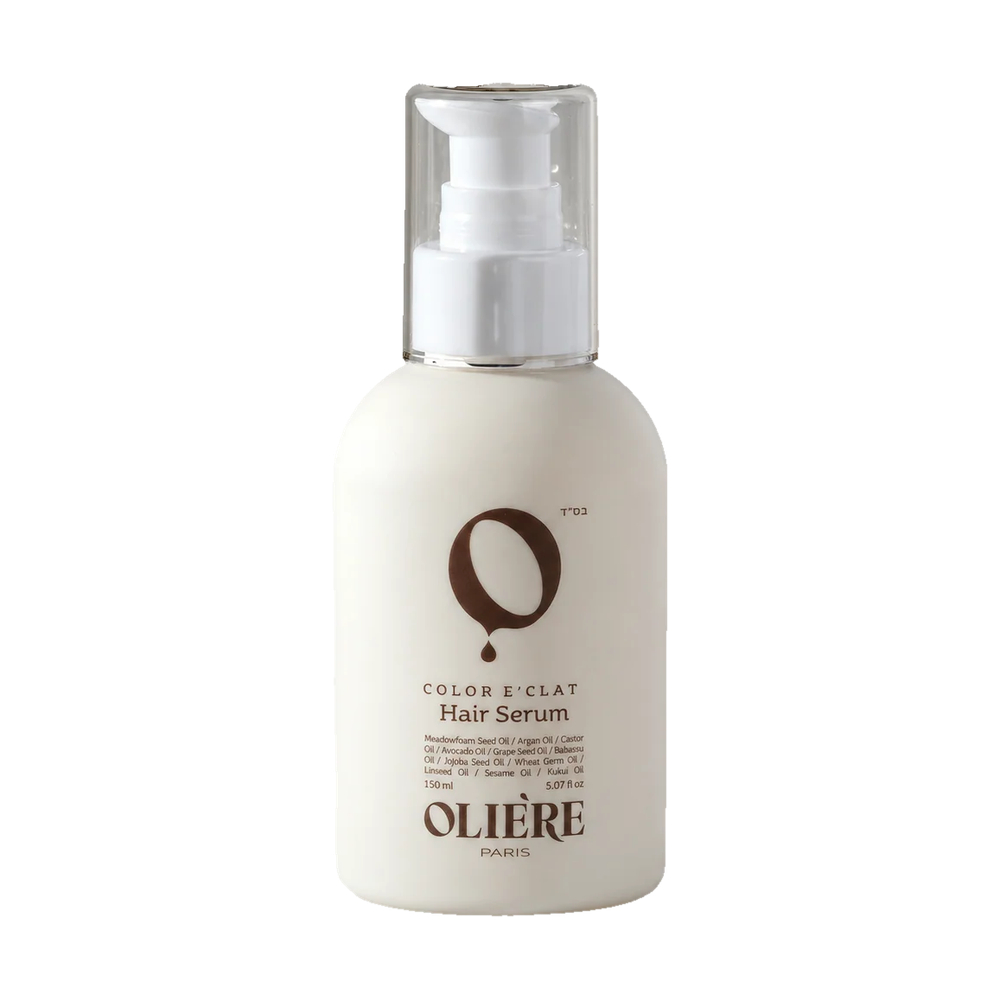 בס"ד
COLOR E'CLAT
Hair Serum
Meadowfoam Seed Oil / Argan Oil / Castor
Oil / Avocado Oil / Grape Seed Oil / Babassu
Oil / Jojoba Seed Oil / Wheat Germ Oil /
Linseed Oil / Sesame Oil / Kukui Oil
150 ml 5.07 fl oz
OLIÈRE
PARIS